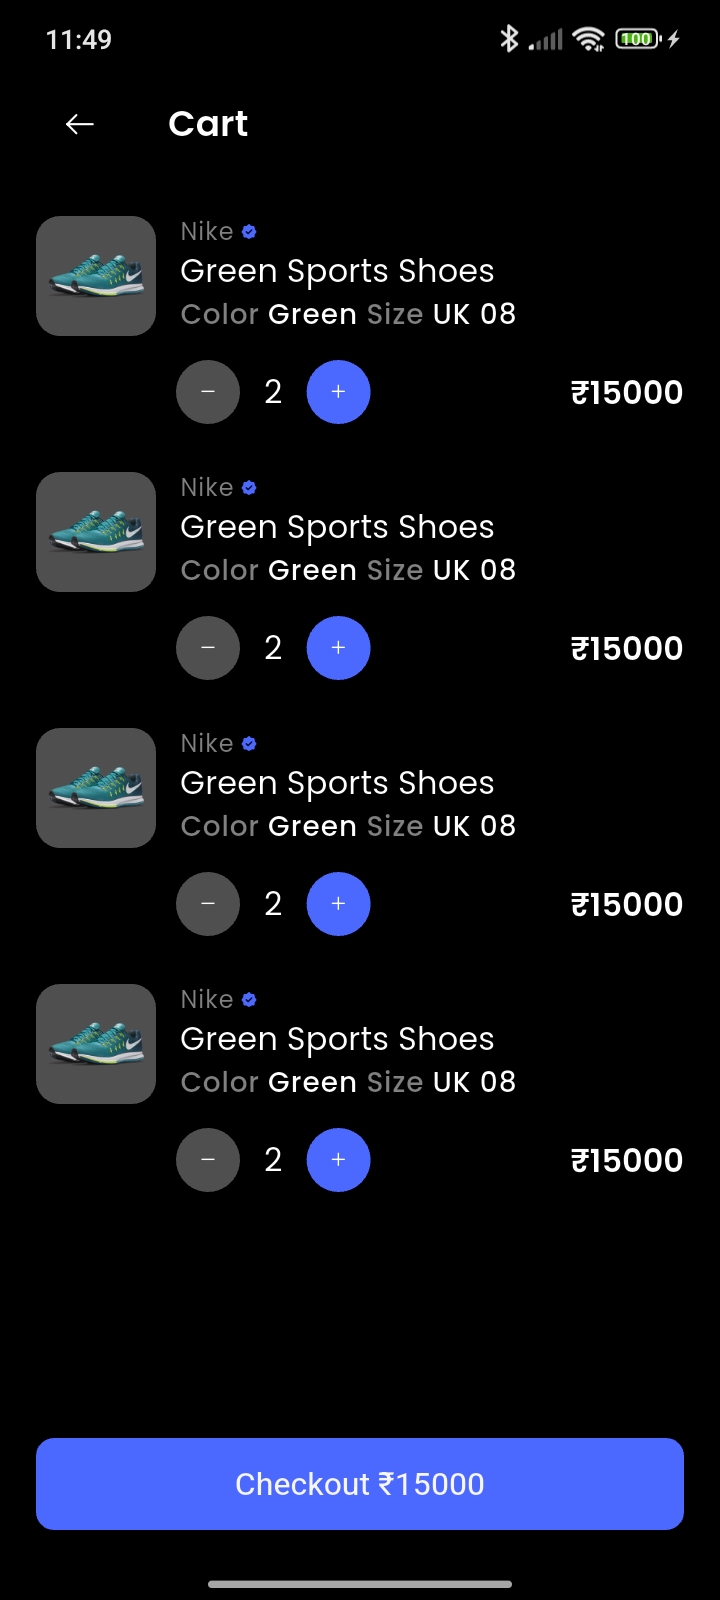 11:49 100
Cart
Nike
Green Sports Shoes
Color Green Size UK 08
− 2 + ₹15000
Nike
Green Sports Shoes
Color Green Size UK 08
− 2 + ₹15000
Nike
Green Sports Shoes
Color Green Size UK 08
− 2 + ₹15000
Nike
Green Sports Shoes
Color Green Size UK 08
− 2 + ₹15000
Checkout ₹15000